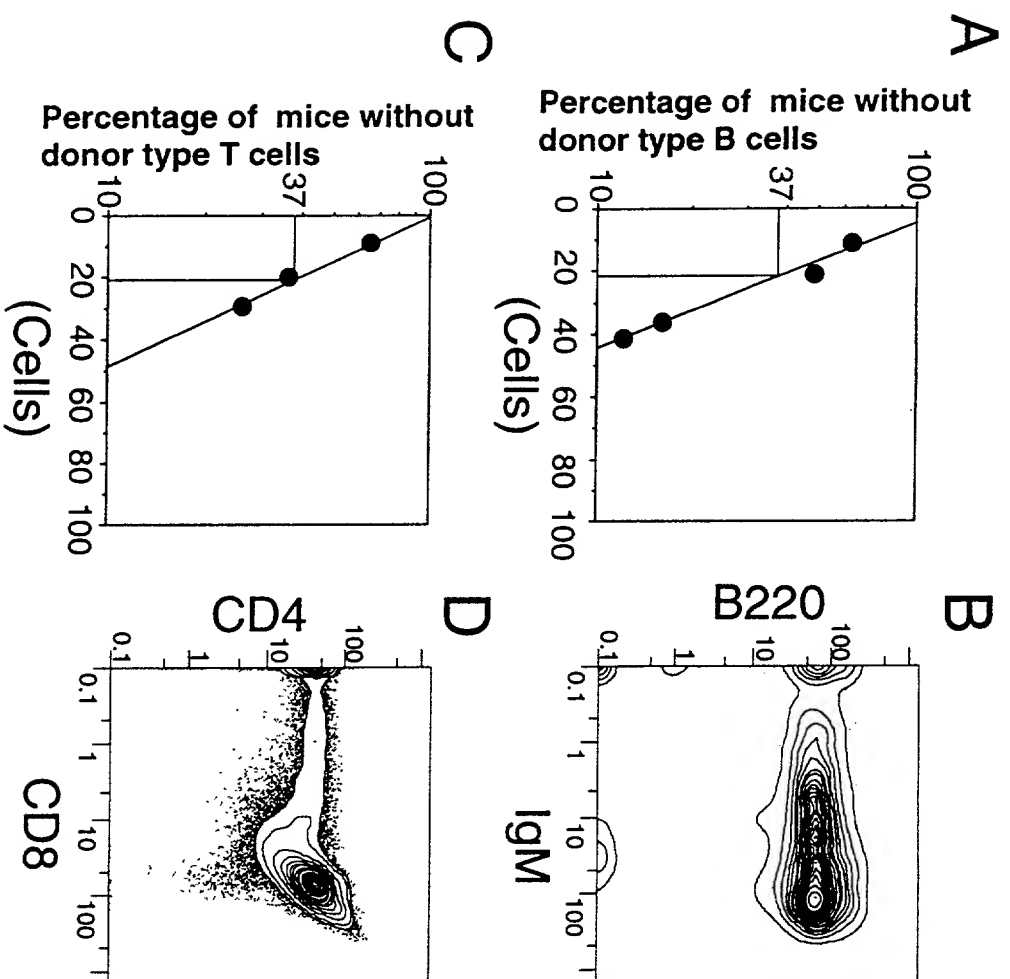 A
Percentage of mice without
donor type B cells
100
37
10
0 20 40 60 80 100
(Cells)
B
B220
100
10
1
0.1
0.1 1 10 100
IgM
C
Percentage of mice without
donor type T cells
100
37
10
0 20 40 60 80 100
(Cells)
D
CD4
100
10
1
0.1
0.1 1 10 100
CD8